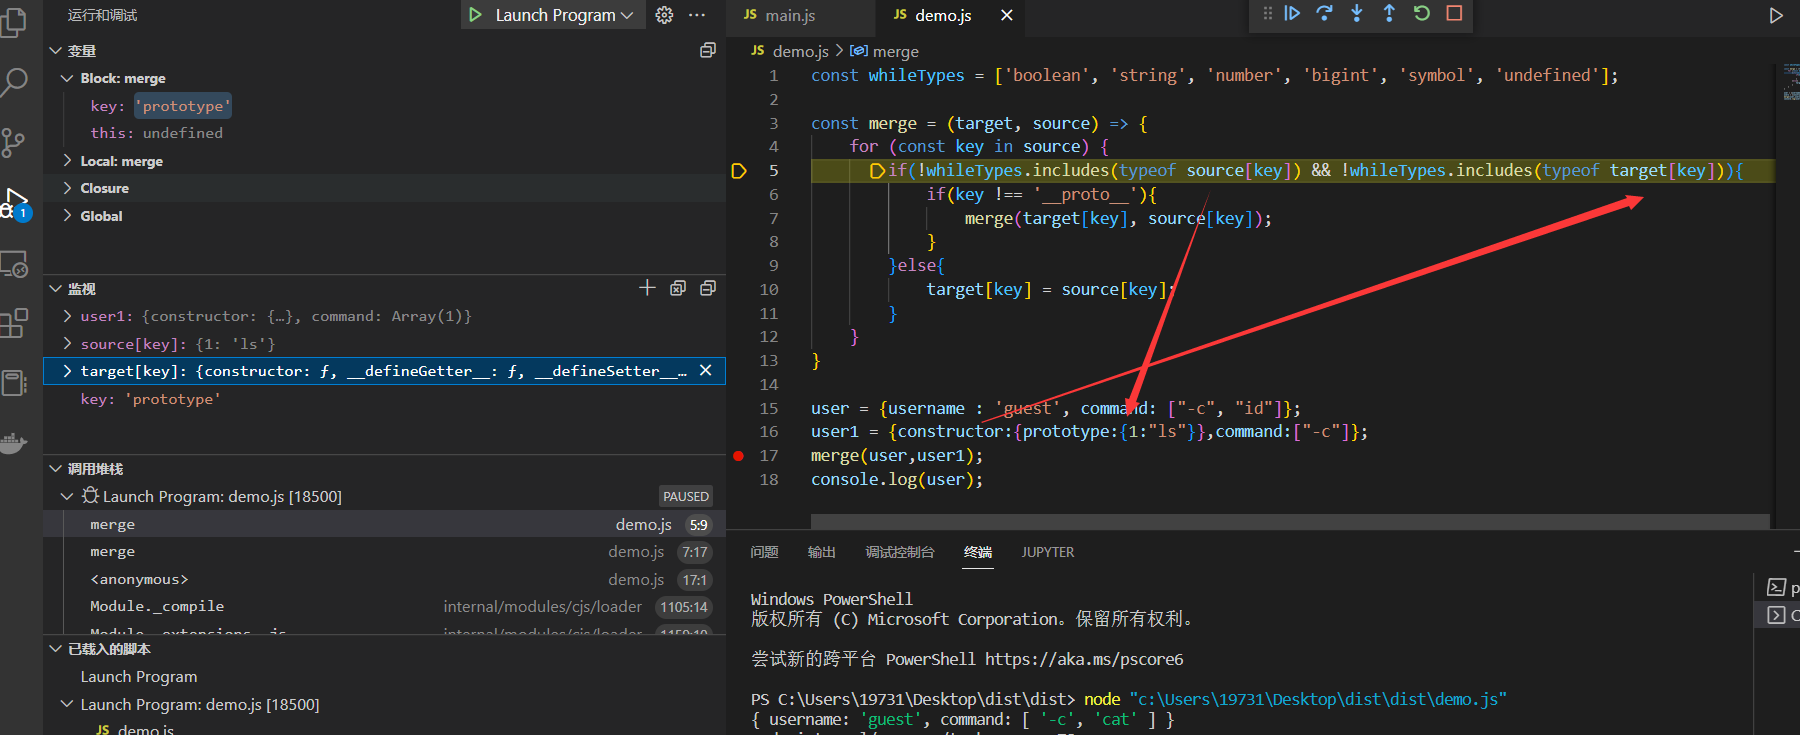 运行和调试
Launch Program
变量
Block: merge
key: 'prototype'
this: undefined
Local: merge
Closure
Global
1
监视
user1: {constructor: {…}, command: Array(1)}
source[key]: {1: 'ls'}
target[key]: {constructor: ƒ, __defineGetter__: ƒ, __defineSetter__…
key: 'prototype'
调用堆栈
Launch Program: demo.js [18500] PAUSED
merge demo.js 5:9
merge demo.js 7:17
<anonymous> demo.js 17:1
Module._compile internal/modules/cjs/loader 1105:14
Module._extensions..js internal/modules/cjs/loader
已载入的脚本
Launch Program
Launch Program: demo.js [18500]
JS demo.js
JS main.js
JS demo.js
JS demo.js > merge
1 const whileTypes = ['boolean', 'string', 'number', 'bigint', 'symbol', 'undefined'];
2
3 const merge = (target, source) => {
4 for (const key in source) {
5 if(!whileTypes.includes(typeof source[key]) && !whileTypes.includes(typeof target[key])){
6 if(key !== '__proto__'){
7 merge(target[key], source[key]);
8 }
9 }else{
10 target[key] = source[key];
11 }
12 }
13 }
14
15 user = {username : 'guest', command: ["-c", "id"]};
16 user1 = {constructor:{prototype:{1:"ls"}},command:["-c"]};
17 merge(user,user1);
18 console.log(user);
问题 输出 调试控制台 终端 JUPYTER
Windows PowerShell
版权所有 (C) Microsoft Corporation。保留所有权利。
尝试新的跨平台 PowerShell https://aka.ms/pscore6
PS C:\Users\19731\Desktop\dist\dist> node "c:\Users\19731\Desktop\dist\dist\demo.js"
{ username: 'guest', command: [ '-c', 'cat' ] }